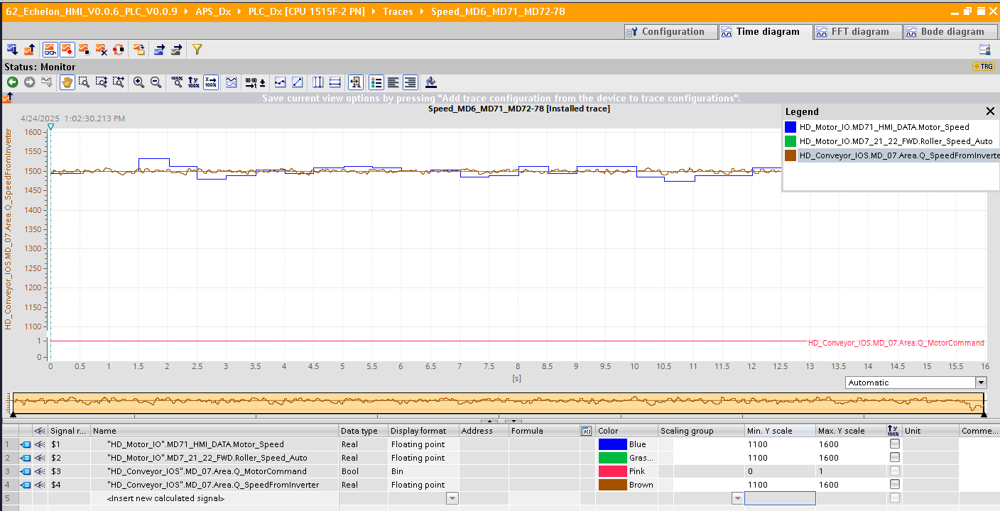 62_Echelon_HMI_V0.0.6_PLC_V0.0.9 ▸ APS_Dx ▸ PLC_Dx [CPU 1515F-2 PN] ▸ Traces ▸ Speed_MD6_MD71_MD72-78
Configuration Time diagram FFT diagram Bode diagram
Status: Monitor
TRG
Save current view options by pressing "Add trace configuration from the device to trace configurations".
Speed_MD6_MD71_MD72-78 [Installed trace]
4/24/2025 1:02:30.213 PM
Legend
HD_Motor_IO.MD71_HMI_DATA.Motor_Speed
HD_Motor_IO.MD7_21_22_FWD.Roller_Speed_Auto
HD_Conveyor_IOS.MD_07.Area.Q_SpeedFromInverte
HD_Conveyor_IOS.MD_07.Area.Q_SpeedFromInverter
1600
1550
1500
1450
1400
1350
1300
1250
1200
1150
1100
1
0
HD_Conveyor_IOS.MD_07.Area.Q_MotorCommand
0 0.5 1 1.5 2 2.5 3 3.5 4 4.5 5 5.5 6 6.5 7 7.5 8 8.5 9 9.5 10 10.5 11 11.5 12 12.5 13 13.5 14 14.5 15 15.5 16
[s]
Automatic
Signal r... Name Data type Display format Address Formula Color Scaling group Min. Y scale Max. Y scale Unit Comme...
1 $1 "HD_Motor_IO".MD71_HMI_DATA.Motor_Speed Real Floating point Blue 1100 1600
2 $2 "HD_Motor_IO".MD7_21_22_FWD.Roller_Speed_Auto Real Floating point Gras... 1100 1600
3 $3 "HD_Conveyor_IOS".MD_07.Area.Q_MotorCommand Bool Bin Pink 0 1
4 $4 "HD_Conveyor_IOS".MD_07.Area.Q_SpeedFromInverter Real Floating point Brown 1100 1600
5 <Insert new calculated signal>